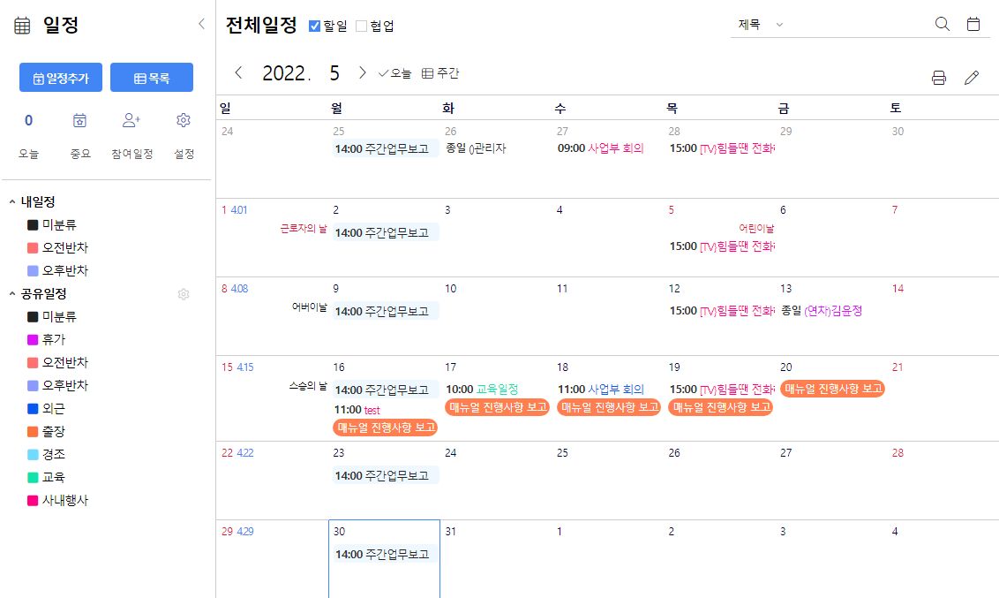 일정
일정추가 목록
0
오늘 중요 참여일정 설정
내일정
미분류
오전반차
오후반차
공유일정
미분류
휴가
오전반차
오후반차
외근
출장
경조
교육
사내행사
전체일정 할일 협업 제목
2022. 5 오늘 주간
일 월 화 수 목 금 토
24 25 26 27 28 29 30
14:00 주간업무보고 종일 ()관리자 09:00 사업부 회의 15:00 [TV]힘들땐 전화
1 4.01 2 3 4 5 6 7
근로자의 날 14:00 주간업무보고 어린이날
15:00 [TV]힘들땐 전화
8 4.08 9 10 11 12 13 14
어버이날 14:00 주간업무보고 15:00 [TV]힘들땐 전화 종일 (연차)김윤정
15 4.15 16 17 18 19 20 21
스승의 날 14:00 주간업무보고 10:00 교육일정 11:00 사업부 회의 15:00 [TV]힘들땐 전화 매뉴얼 진행사항 보고
11:00 test 매뉴얼 진행사항 보고 매뉴얼 진행사항 보고 매뉴얼 진행사항 보고
매뉴얼 진행사항 보고
22 4.22 23 24 25 26 27 28
14:00 주간업무보고
29 4.29 30 31 1 2 3 4
14:00 주간업무보고